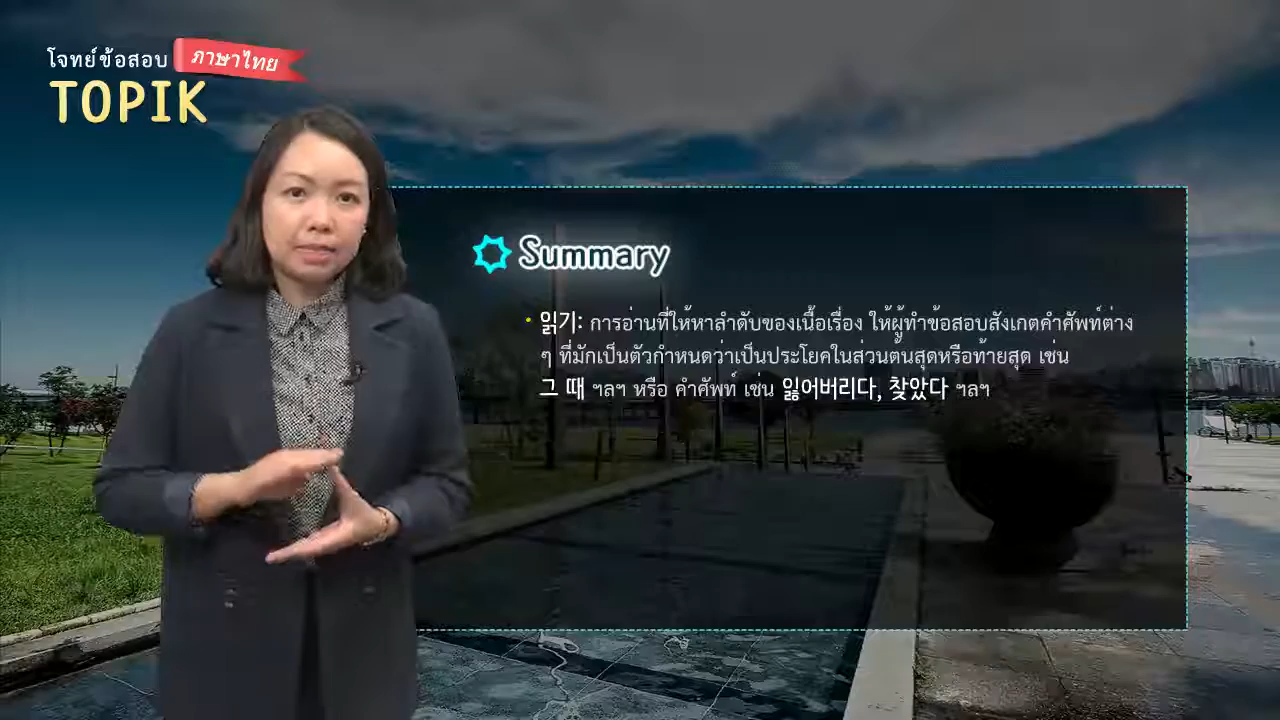 โจทย์ข้อสอบ ภาษาไทย
TOPIK
Summary
• 읽기: การอ่านที่ให้หาลำดับของเนื้อเรื่อง ให้ผู้ทำข้อสอบสังเกตคำศัพท์ต่าง
ๆ ที่มักเป็นตัวกำหนดว่าเป็นประโยคในส่วนต้นสุดหรือท้ายสุด เช่น
그 때 ฯลฯ หรือ คำศัพท์ เช่น 잃어버리다, 찾았다 ฯลฯ